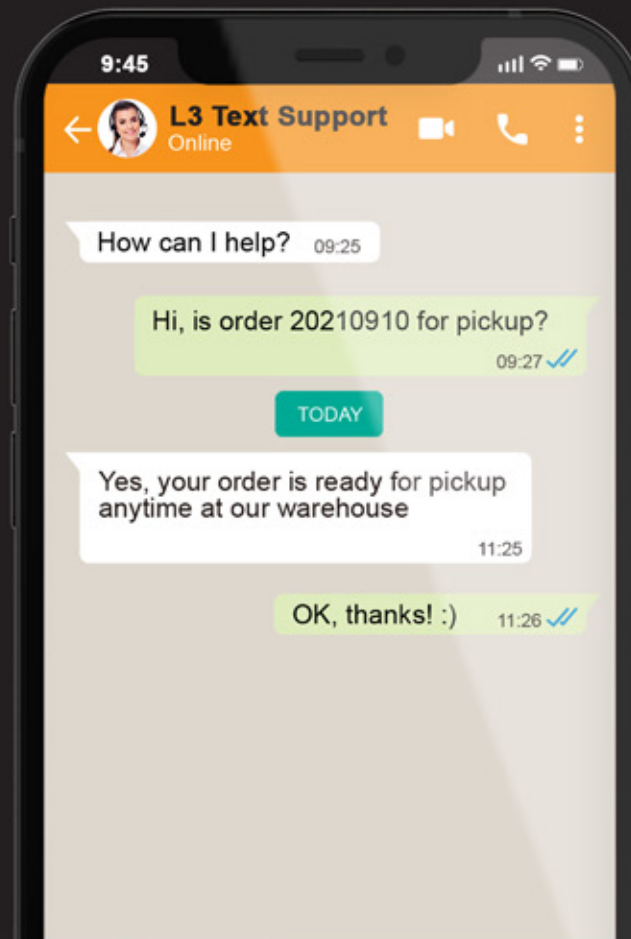 9:45
L3 Text Support
Online
How can I help? 09:25
Hi, is order 20210910 for pickup?
09:27
TODAY
Yes, your order is ready for pickup
anytime at our warehouse
11:25
OK, thanks! :) 11:26